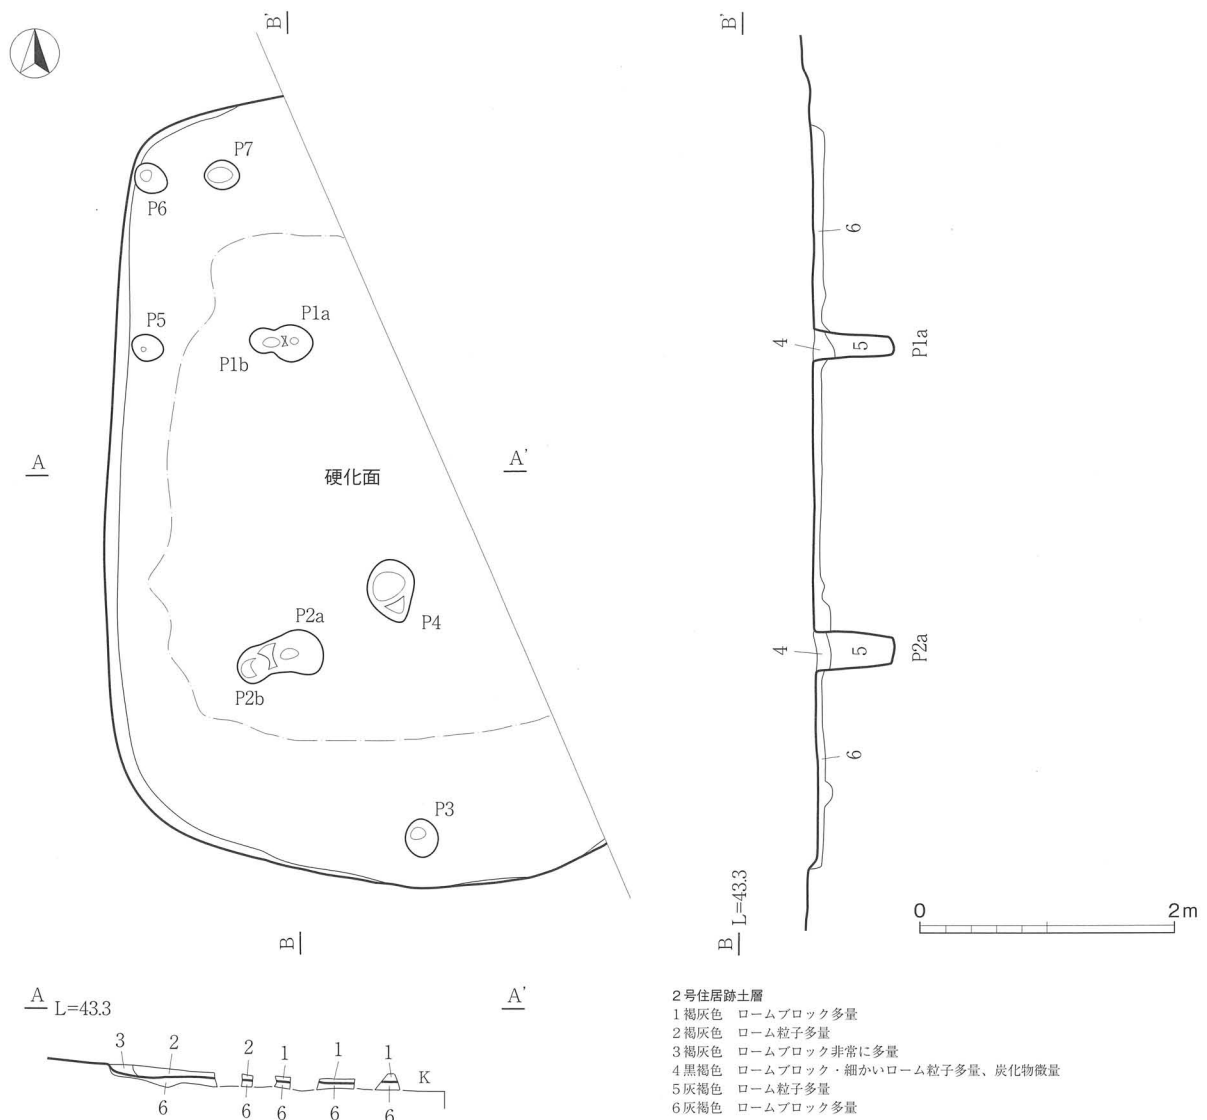 B'
B'
P7
P6
6
P5
P1a
P1b
4
5
P1a
A
A'
硬化面
P4
P2a
P2b
4
5
P2a
6
P3
B
B L=43.3
0 2m
A L=43.3
A'
3 2 2 1 1 1
K
6 6 6 6 6
2号住居跡土層
1褐灰色 ロームブロック多量
2褐灰色 ローム粒子多量
3褐灰色 ロームブロック非常に多量
4黒褐色 ロームブロック・細かいローム粒子多量、炭化物微量
5灰褐色 ローム粒子多量
6灰褐色 ロームブロック多量